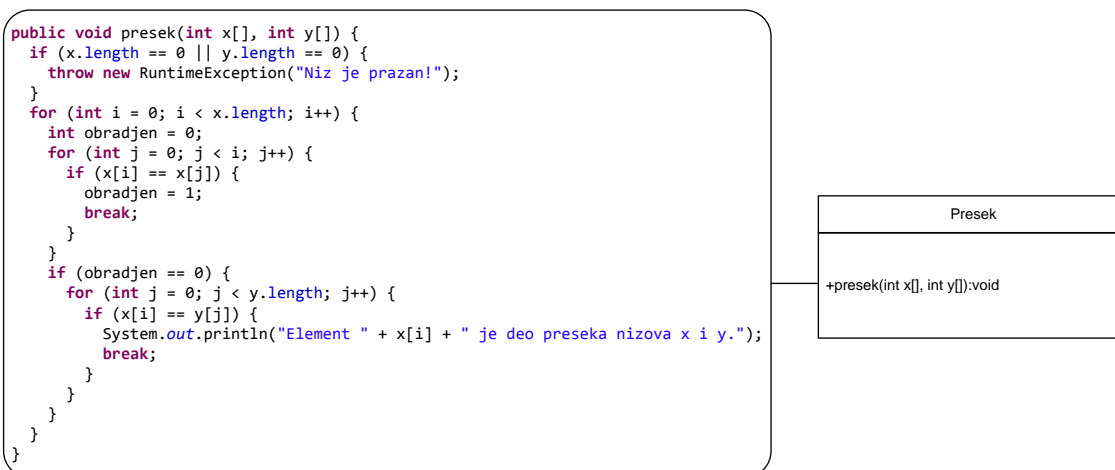 public void presek(int x[], int y[]) {
  if (x.length == 0 || y.length == 0) {
    throw new RuntimeException("Niz je prazan!");
  }
  for (int i = 0; i < x.length; i++) {
    int obradjen = 0;
    for (int j = 0; j < i; j++) {
      if (x[i] == x[j]) {
        obradjen = 1;
        break;
      }
    }
    if (obradjen == 0) {
      for (int j = 0; j < y.length; j++) {
        if (x[i] == y[j]) {
          System.out.println("Element " + x[i] + " je deo preseka nizova x i y.");
          break;
        }
      }
    }
  }
}
Presek
+presek(int x[], int y[]):void